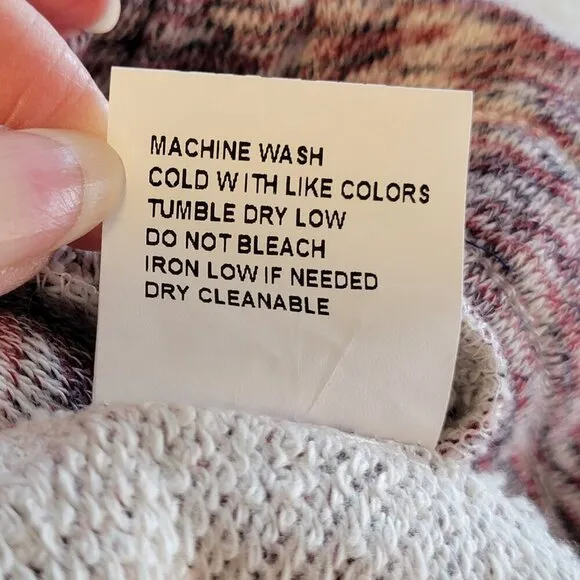 MACHINE WASH
COLD WITH LIKE COLORS
TUMBLE DRY LOW
DO NOT BLEACH
IRON LOW IF NEEDED
DRY CLEANABLE